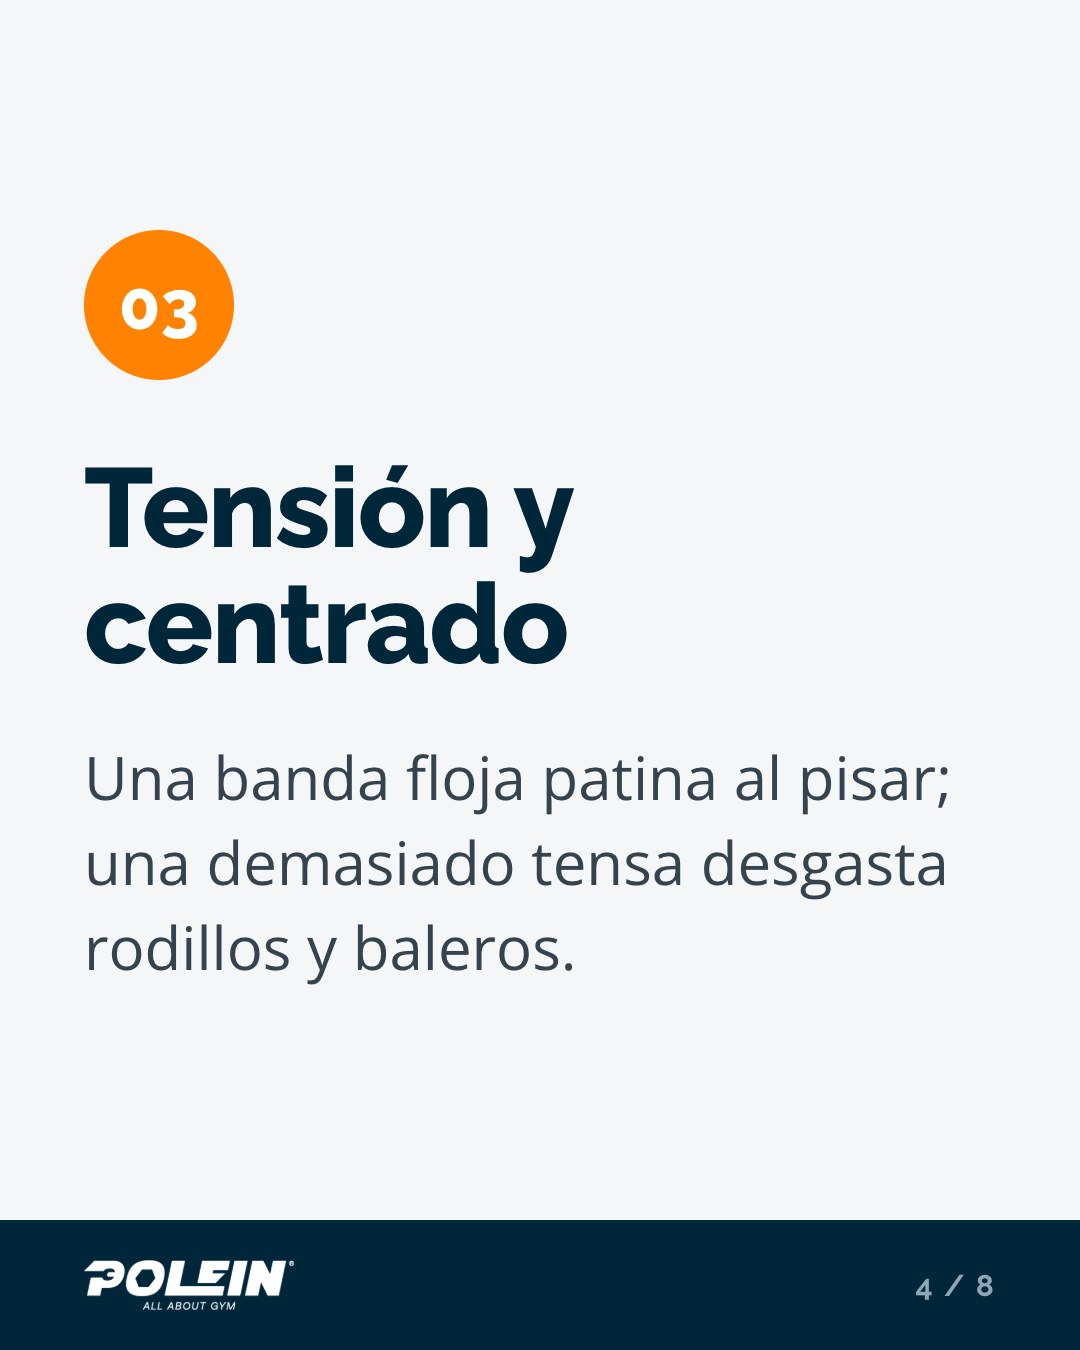 03
Tensión y
centrado
Una banda floja patina al pisar;
una demasiado tensa desgasta
rodillos y baleros.
POLEIN®
ALL ABOUT GYM
4 / 8